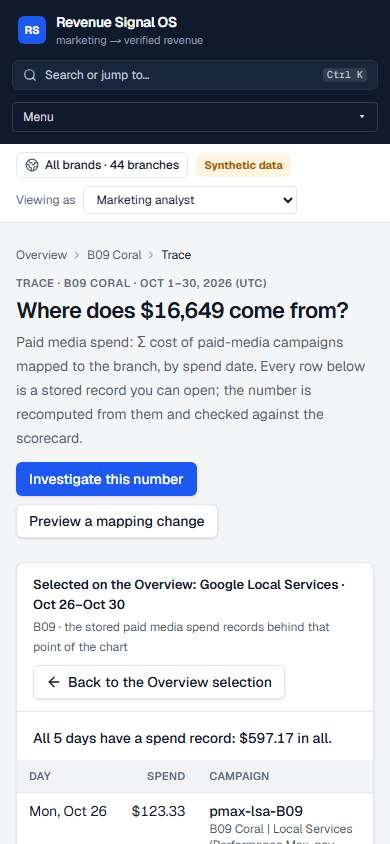 RS
Revenue Signal OS
marketing → verified revenue
Search or jump to...
Ctrl K
Menu
All brands · 44 branches
Synthetic data
Viewing as
Marketing analyst
Overview > B09 Coral > Trace
TRACE · B09 CORAL · OCT 1–30, 2026 (UTC)
Where does $16,649 come from?
Paid media spend: Σ cost of paid-media campaigns
mapped to the branch, by spend date. Every row below
is a stored record you can open; the number is
recomputed from them and checked against the
scorecard.
Investigate this number
Preview a mapping change
Selected on the Overview: Google Local Services ·
Oct 26–Oct 30
B09 · the stored paid media spend records behind that
point of the chart
← Back to the Overview selection
All 5 days have a spend record: $597.17 in all.
DAY SPEND CAMPAIGN
Mon, Oct 26 $123.33 pmax-lsa-B09
B09 Coral | Local Services